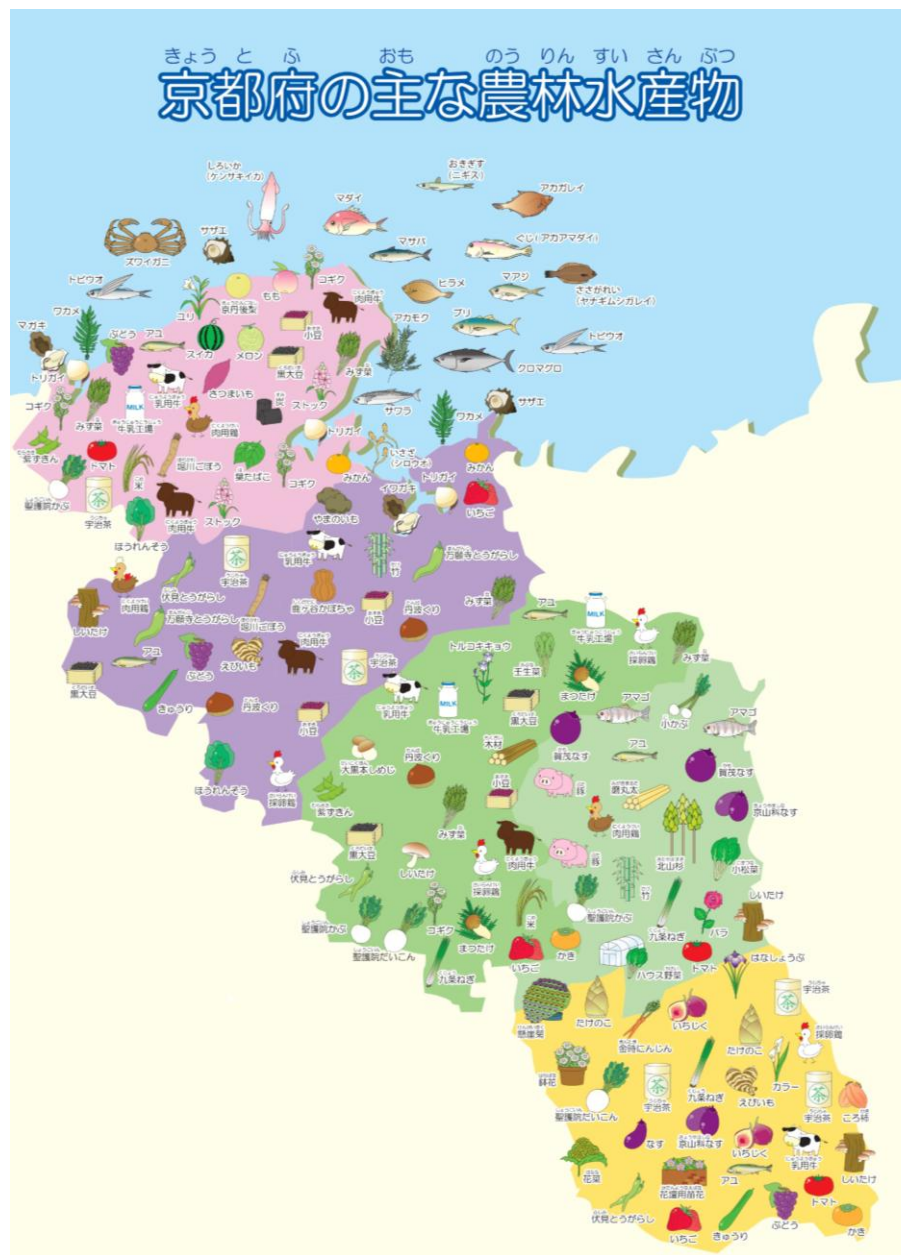 きょう と ふ おも のう りん すい さん ぶつ
京都府の主な農林水産物
しろいか
(ケンサキイカ)
おきぎす
(ニギス)
アカガレイ
マダイ
ズワイガニ
サザエ
マサバ
ぐじ(アカアマダイ)
トビウオ
ユリ
京丹後梨
もも
コギク
肉用牛
ヒラメ
マアジ
ささがれい
(ヤナギムシガレイ)
ワカメ
マガキ
ぶどう
アユ
スイカ
メロン
小豆
アカモク
ブリ
トビウオ
トリガイ
黒大豆
みず菜
クロマグロ
コギク
みず菜
MILK
牛乳工場
乳用牛
さつまいも
肉用鶏
炭
ストック
サワラ
ワカメ
サザエ
紫ずきん
トマト
米
堀川ごぼう
葉たばこ
コギク
トリガイ
みかん
いさざ
(シロウオ)
トリガイ
みかん
聖護院かぶ
茶
宇治茶
肉用牛
ストック
やまのいも
イワガキ
いちご
ほうれんそう
茶
宇治茶
乳用牛
竹
万願寺とうがらし
肉用鶏
伏見とうがらし
鹿ヶ谷かぼちゃ
しいたけ
万願寺とうがらし
堀川ごぼう
小豆
丹波くり
みず菜
アユ
MILK
牛乳工場
採卵鶏
みず菜
黒大豆
アユ
ぶどう
えびいも
肉用牛
茶
宇治茶
トルコキキョウ
壬生菜
まつたけ
きゅうり
丹波くり
小豆
乳用牛
MILK
牛乳工場
黒大豆
アマゴ
小かぶ
アマゴ
ほうれんそう
採卵鶏
大黒本しめじ
丹波くり
木材
賀茂なす
アユ
賀茂なす
紫ずきん
みず菜
小豆
豚
磨丸太
京山科なす
黒大豆
しいたけ
採卵鶏
肉用牛
肉用鶏
豚
北山杉
小松菜
伏見とうがらし
竹
聖護院かぶ
聖護院だいこん
コギク
まつたけ
米
聖護院かぶ
九条ねぎ
バラ
しいたけ
九条ねぎ
いちご
かき
ハウス野菜
トマト
はなしょうぶ
懸崖菊
たけのこ
金時にんじん
いちじく
たけのこ
茶
宇治茶
採卵鶏
鉢花
聖護院だいこん
茶
宇治茶
九条ねぎ
えびいも
カラー
茶
宇治茶
ころ柿
花菜
なす
京山科なす
いちじく
乳用牛
しいたけ
伏見とうがらし
花壇用苗花
アユ
トマト
いちご
きゅうり
ぶどう
かき